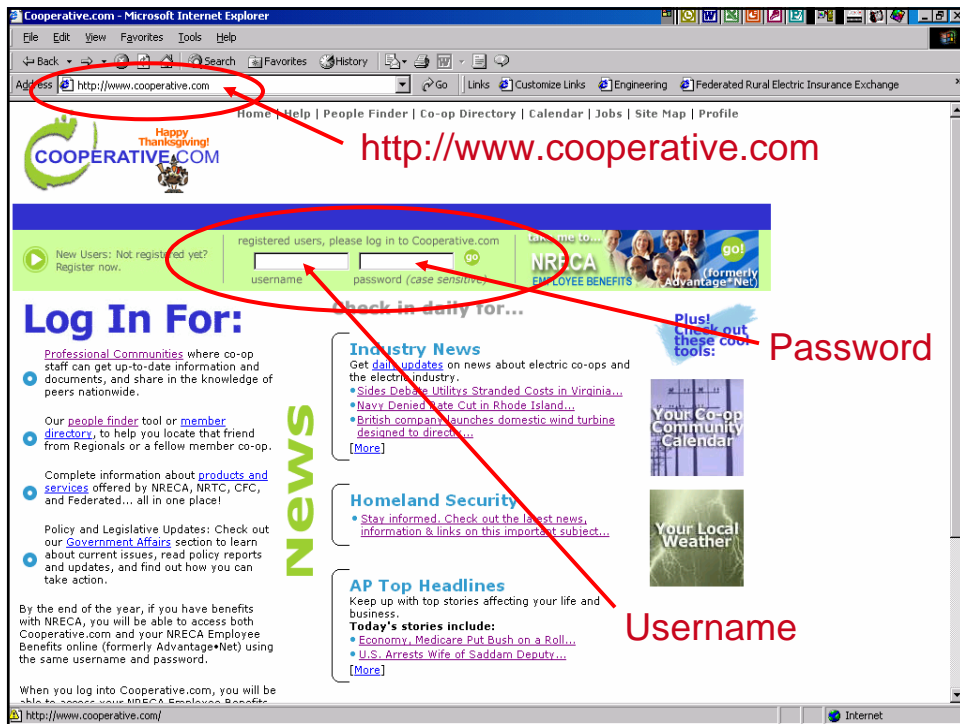 Cooperative.com - Microsoft Internet Explorer
File Edit View Favorites Tools Help
Back Search Favorites History
Address http://www.cooperative.com Go Links Customize Links Engineering Federated Rural Electric Insurance Exchange
Home | Help | People Finder | Co-op Directory | Calendar | Jobs | Site Map | Profile
Happy
Thanksgiving!
COOPERATIVE.COM
http://www.cooperative.com
New Users: Not registered yet?
Register now.
registered users, please log in to Cooperative.com
go
username password (case sensitive)
take me to...
NRECA
EMPLOYEE BENEFITS
go!
(formerly
Advantage*Net)
Log In For:
Professional Communities where co-op
staff can get up-to-date information and
documents, and share in the knowledge of
peers nationwide.
Our people finder tool or member
directory, to help you locate that friend
from Regionals or a fellow member co-op.
Complete information about products and
services offered by NRECA, NRTC, CFC,
and Federated... all in one place!
Policy and Legislative Updates: Check out
our Government Affairs section to learn
about current issues, read policy reports
and updates, and find out how you can
take action.
By the end of the year, if you have benefits
with NRECA, you will be able to access both
Cooperative.com and your NRECA Employee
Benefits online (formerly Advantage•Net) using
the same username and password.
When you log into Cooperative.com, you will be
able to access your NRECA Employee Benefits
News
Check in daily for...
Industry News
Get daily updates on news about electric co-ops and
the electric industry.
Sides Debate Utilitys Stranded Costs in Virginia...
Navy Denied Rate Cut in Rhode Island...
British company launches domestic wind turbine
designed to directly...
[More]
Homeland Security
Stay informed. Check out the latest news,
information & links on this important subject...
AP Top Headlines
Keep up with top stories affecting your life and
business.
Today's stories include:
Economy, Medicare Put Bush on a Roll...
U.S. Arrests Wife of Saddam Deputy...
[More]
Plus!
Check out
these cool
tools:
Password
Your Co-op
Community
Calendar
Your Local
Weather
Username
http://www.cooperative.com/ Internet